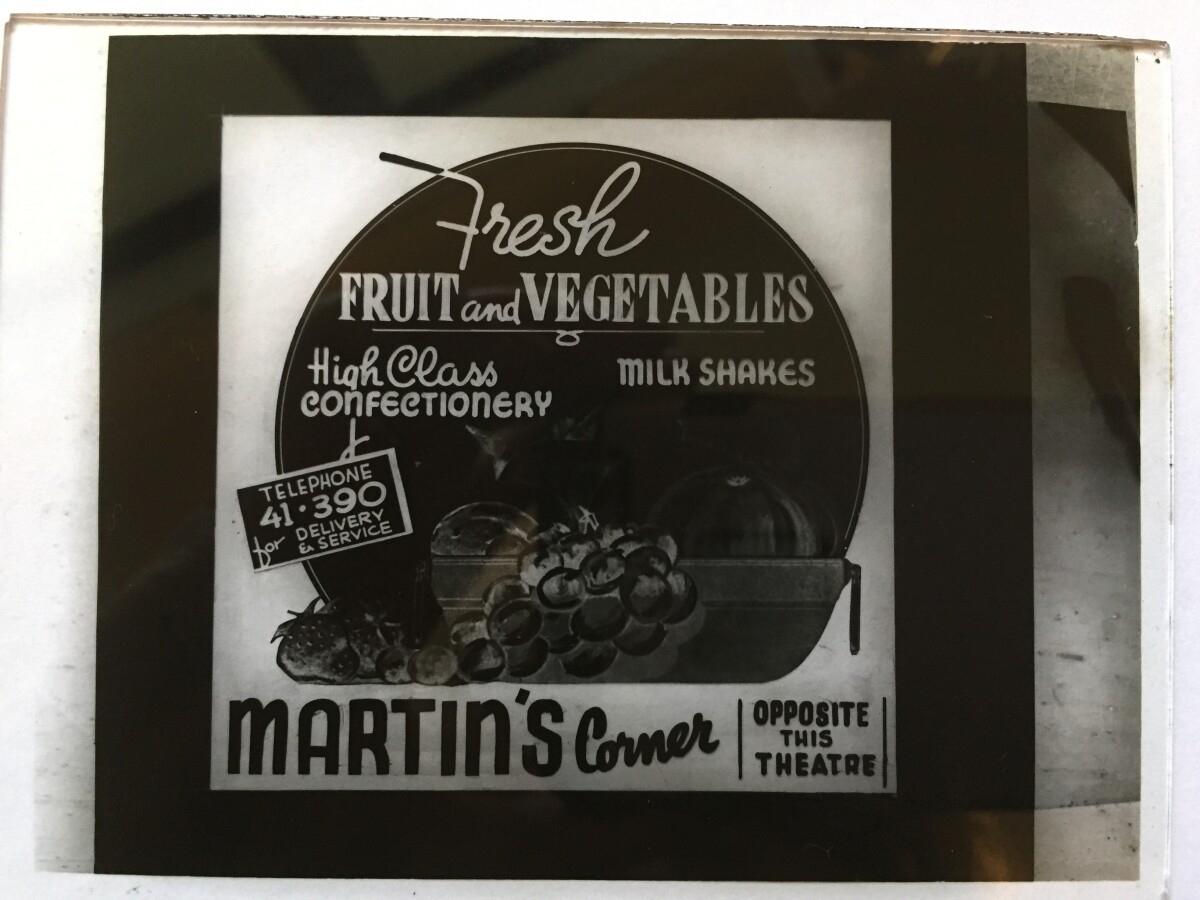 Fresh
FRUIT and VEGETABLES
High Class
CONFECTIONERY
MILK SHAKES
TELEPHONE
41·390
for DELIVERY
& SERVICE
MARTIN'S Corner
OPPOSITE
THIS
THEATRE